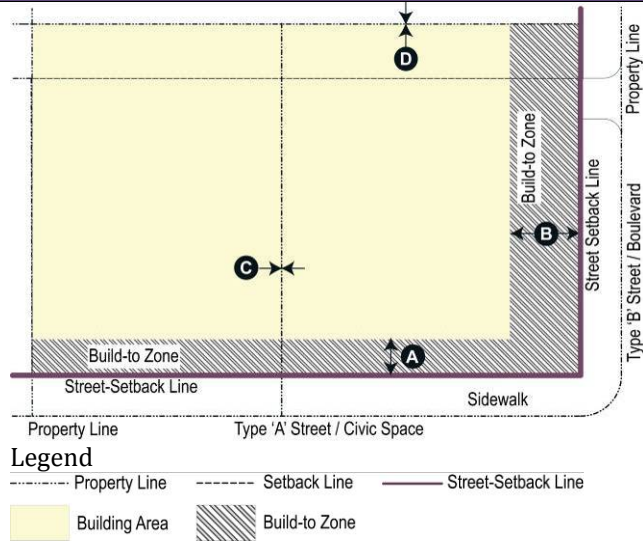 D
Property Line
Build-to Zone
B
Street Setback Line
Type 'B' Street / Boulevard
C
Build-to Zone
A
Street-Setback Line
Sidewalk
Property Line
Type 'A' Street / Civic Space
Legend
Property Line
Setback Line
Street-Setback Line
Building Area
Build-to Zone